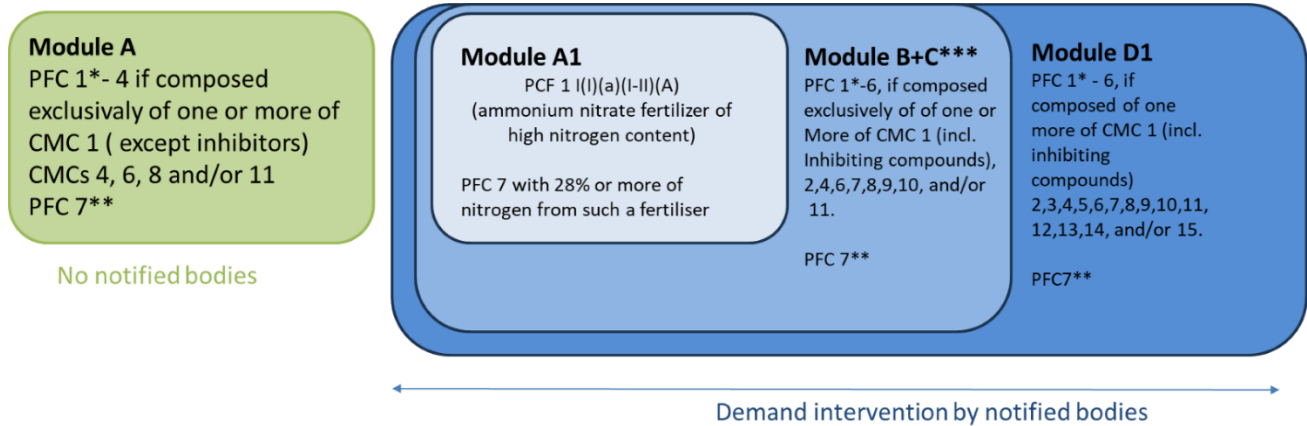 Module A
PFC 1*- 4 if composed
exclusivaly of one or more of
CMC 1 ( except inhibitors)
CMCs 4, 6, 8 and/or 11
PFC 7**
No notified bodies
Module A1
PCF 1 I(I)(a)(I-II)(A)
(ammonium nitrate fertilizer of
high nitrogen content)
PFC 7 with 28% or more of
nitrogen from such a fertiliser
Module B+C***
PFC 1*-6, if composed
exclusively of of one or
More of CMC 1 (incl.
Inhibiting compounds),
2,4,6,7,8,9,10, and/or
11.
PFC 7**
Module D1
PFC 1* - 6, if
composed of one
more of CMC 1 (incl.
inhibiting
compounds)
2,3,4,5,6,7,8,9,10,11,
12,13,14, and/or 15.
PFC7**
Demand intervention by notified bodies